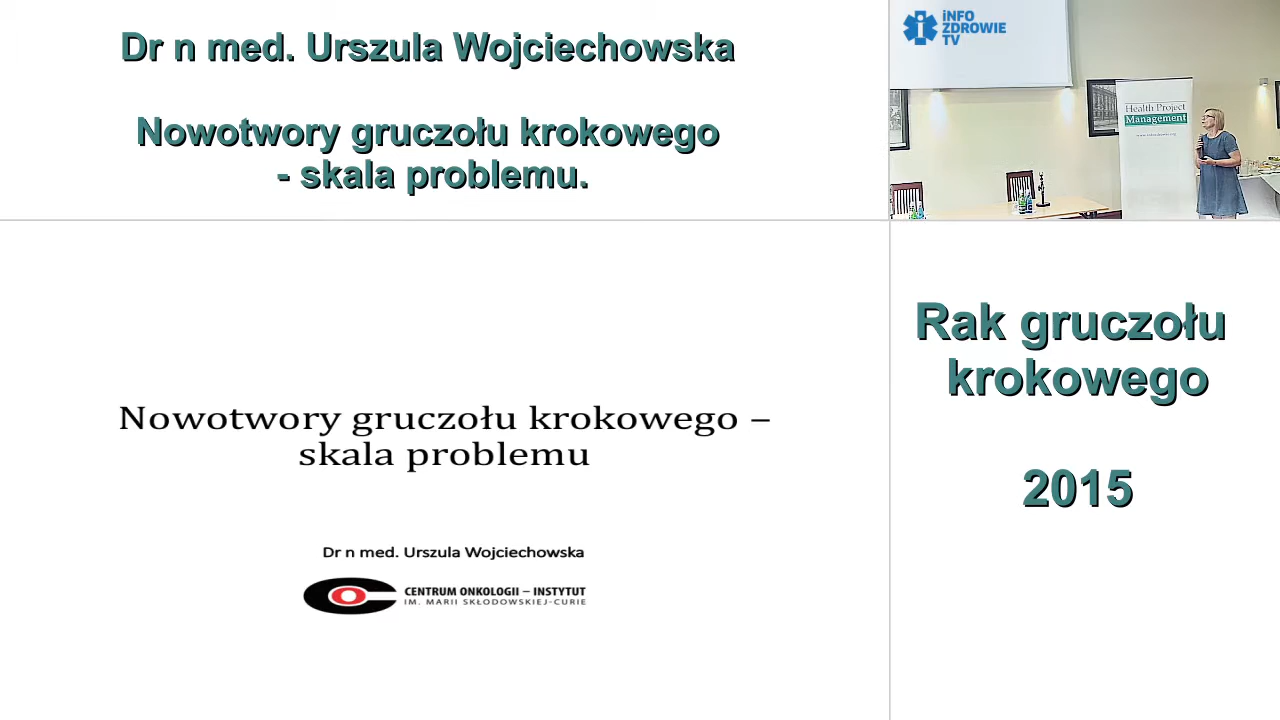 Dr n med. Urszula Wojciechowska
Nowotwory gruczołu krokowego
- skala problemu.
iNFO
ZDROWIE
TV
Health Project
Management
Rak gruczołu
krokowego
2015
Nowotwory gruczołu krokowego –
skala problemu
Dr n med. Urszula Wojciechowska
CENTRUM ONKOLOGII – INSTYTUT
IM. MARII SKŁODOWSKIEJ-CURIE